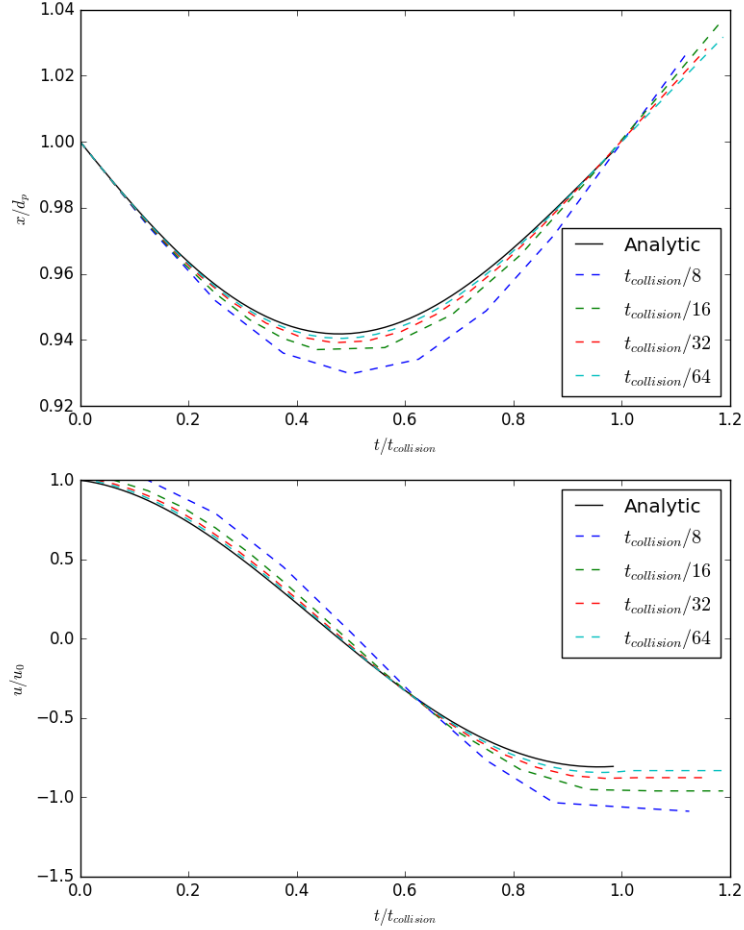 1.04
1.02
1.00
0.98
0.96
0.94
0.92
x/d_p
0.0 0.2 0.4 0.6 0.8 1.0 1.2
t/t_collision
Analytic
t_collision/8
t_collision/16
t_collision/32
t_collision/64
1.0
0.5
0.0
−0.5
−1.0
−1.5
u/u_0
0.0 0.2 0.4 0.6 0.8 1.0 1.2
t/t_collision
Analytic
t_collision/8
t_collision/16
t_collision/32
t_collision/64